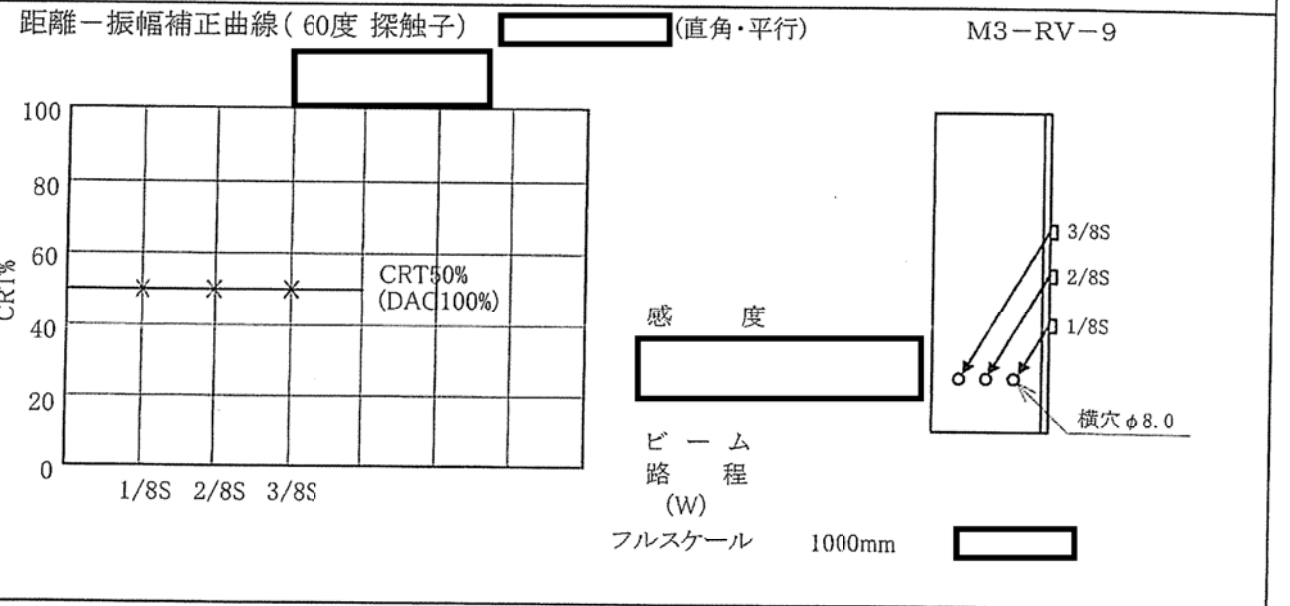 距離－振幅補正曲線( 60度 探触子)
(直角・平行)
M3－RV－9
100
80
60
40
20
0
CRT%
CRT50%
(DAC100%)
1/8S 2/8S 3/8S
感 度
ビ ー ム
路 程
(W)
フルスケール 1000mm
3/8S
2/8S
1/8S
横穴φ8.0